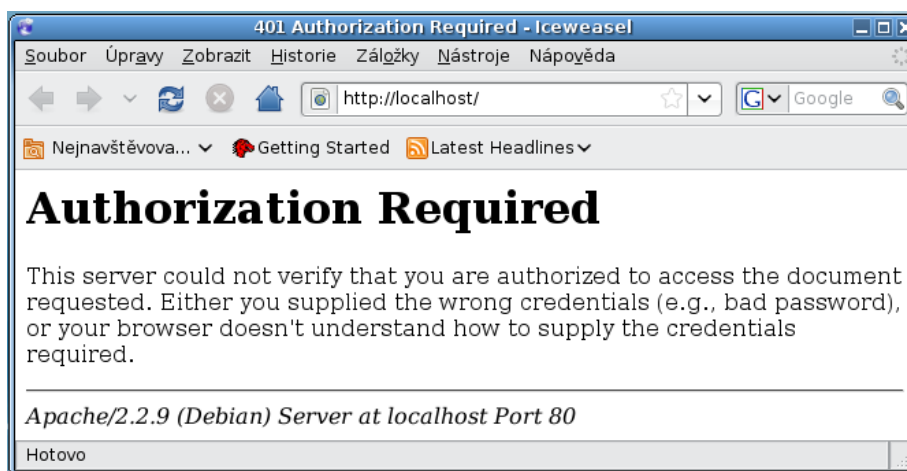 401 Authorization Required - Iceweasel
Soubor Úpravy Zobrazit Historie Záložky Nástroje Nápověda
http://localhost/ G Google
Nejnavštěvova... Getting Started Latest Headlines
Authorization Required
This server could not verify that you are authorized to access the document
requested. Either you supplied the wrong credentials (e.g., bad password),
or your browser doesn't understand how to supply the credentials
required.
Apache/2.2.9 (Debian) Server at localhost Port 80
Hotovo